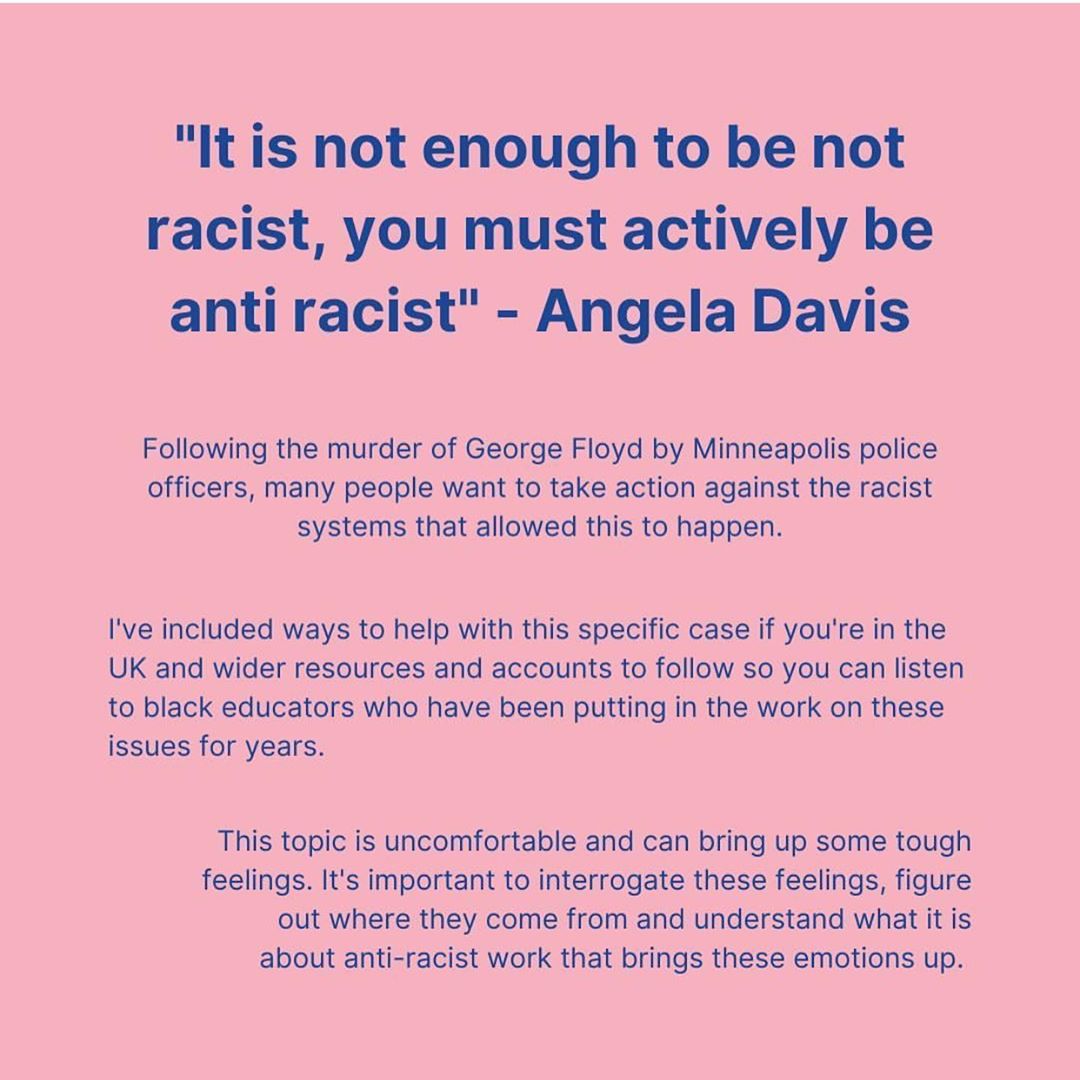 "It is not enough to be not
racist, you must actively be
anti racist" - Angela Davis
Following the murder of George Floyd by Minneapolis police
officers, many people want to take action against the racist
systems that allowed this to happen.
I've included ways to help with this specific case if you're in the
UK and wider resources and accounts to follow so you can listen
to black educators who have been putting in the work on these
issues for years.
This topic is uncomfortable and can bring up some tough
feelings. It's important to interrogate these feelings, figure
out where they come from and understand what it is
about anti-racist work that brings these emotions up.